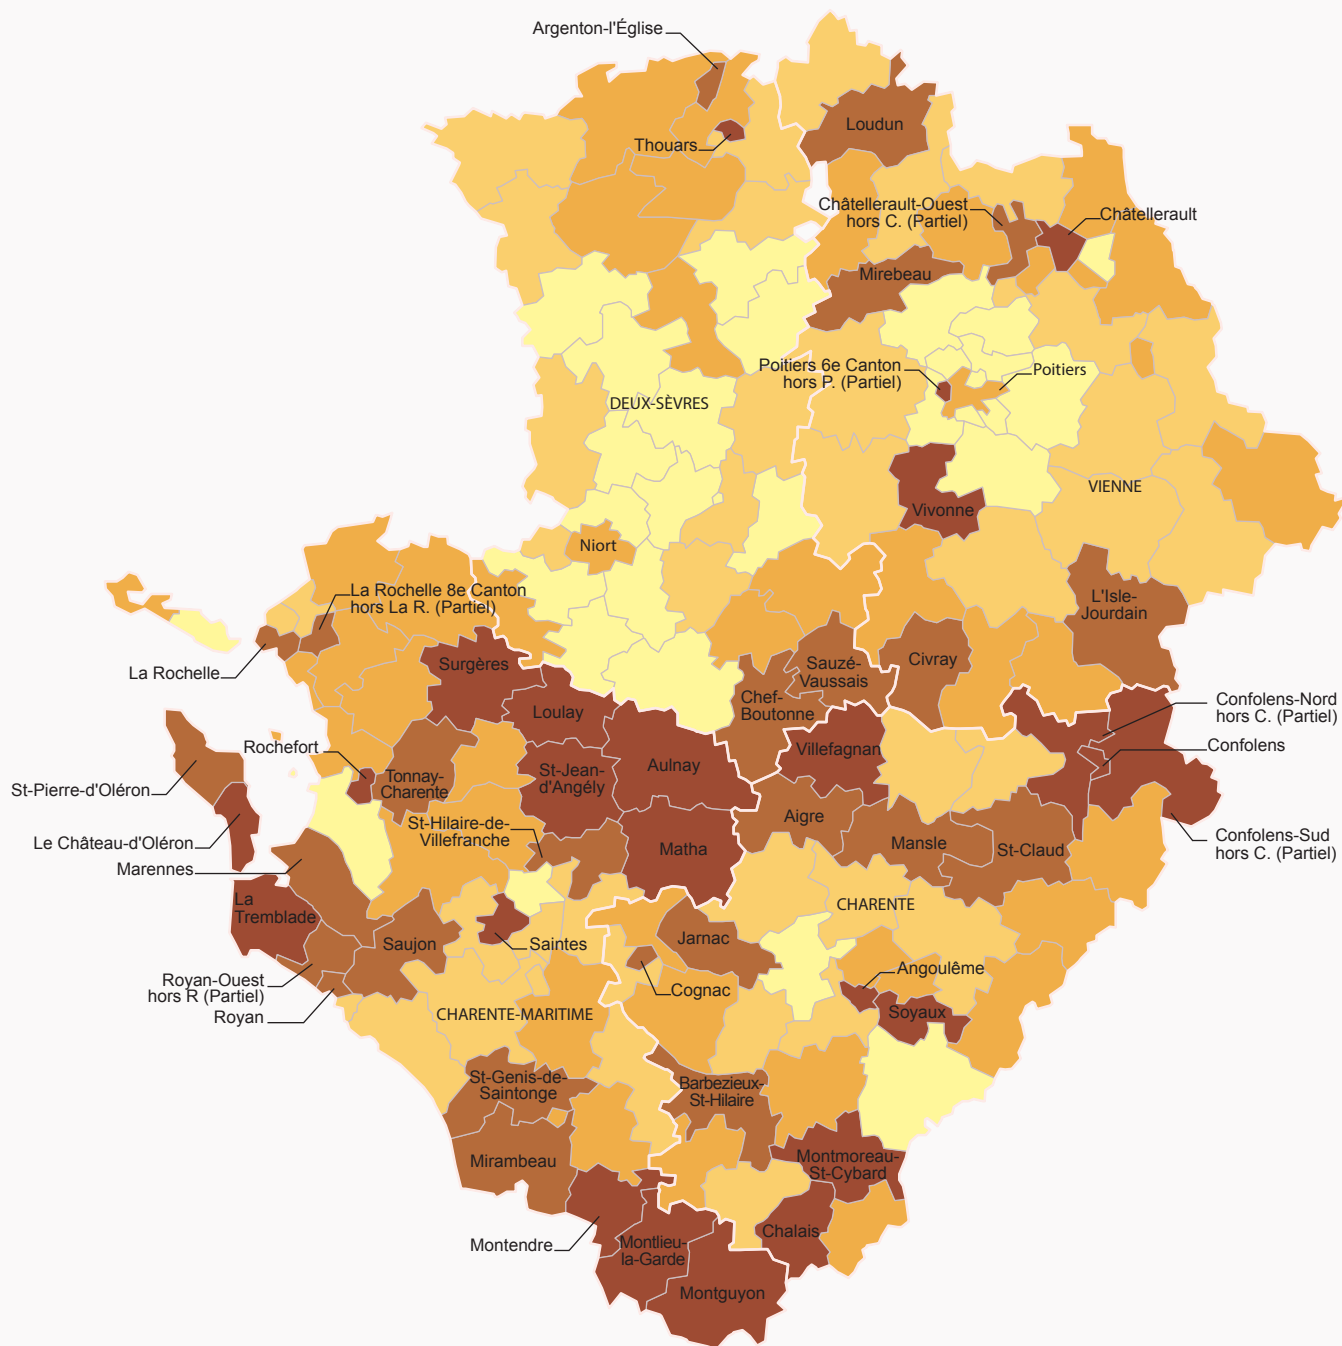 Argenton-l'Église
Loudun
Thouars
Châtellerault-Ouest
hors C. (Partiel)
Châtellerault
Mirebeau
Poitiers 6e Canton
hors P. (Partiel)
Poitiers
DEUX-SÈVRES
VIENNE
Vivonne
Niort
La Rochelle 8e Canton
hors La R. (Partiel)
L'Isle-
Jourdain
La Rochelle
Surgères
Sauzé-
Vaussais
Civray
Chef-
Boutonne
Confolens-Nord
hors C. (Partiel)
Loulay
Rochefort
Villefagnan
Confolens
St-Pierre-d'Oléron
Tonnay-
Charente
St-Jean-
d'Angély
Aulnay
Le Château-d'Oléron
St-Hilaire-de-
Villefranche
Aigre
Mansle
St-Claud
Confolens-Sud
hors C. (Partiel)
Marennes
Matha
La
Tremblade
CHARENTE
Saujon
Saintes
Jarnac
Royan-Ouest
hors R (Partiel)
Angoulême
Cognac
Royan
CHARENTE-MARITIME
Soyaux
St-Genis-de-
Saintonge
Barbezieux-
St-Hilaire
Mirambeau
Montmoreau-
St-Cybard
Montendre
Montlieu-
la-Garde
Chalais
Montguyon